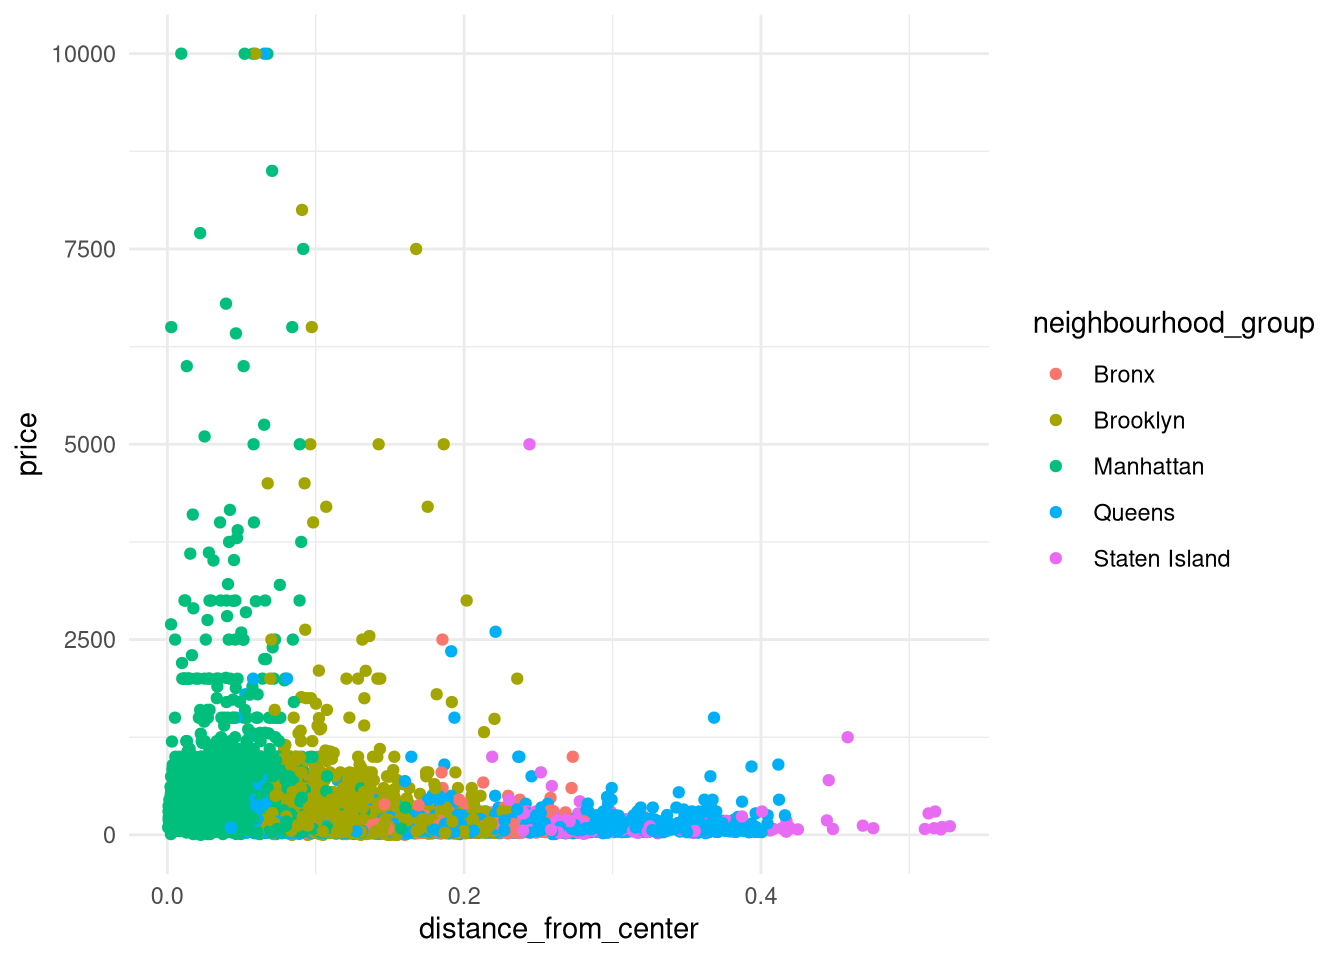 10000
7500
5000
2500
0
price
0.0
0.2
0.4
distance_from_center
neighbourhood_group
Bronx
Brooklyn
Manhattan
Queens
Staten Island